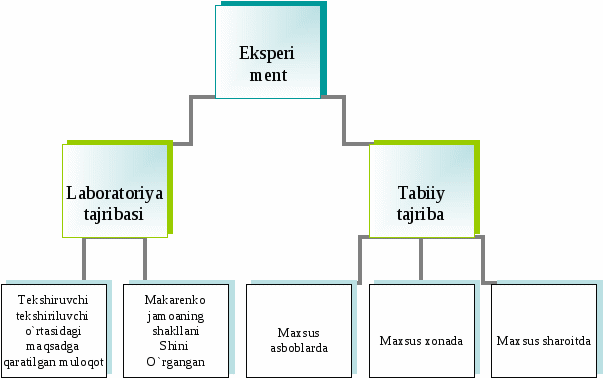 Eksperi
ment
Laboratoriya
tajribasi
Tabiiy
tajriba
Tekshiruvchi
tekshiriluvchi
o`rtasidagi
maqsadga
qaratilgan muloqot
Makarenko
jamoaning
shakllani
Shini
O`rgangan
Maxsus
asboblarda
Maxsus xonada
Maxsus sharoitda